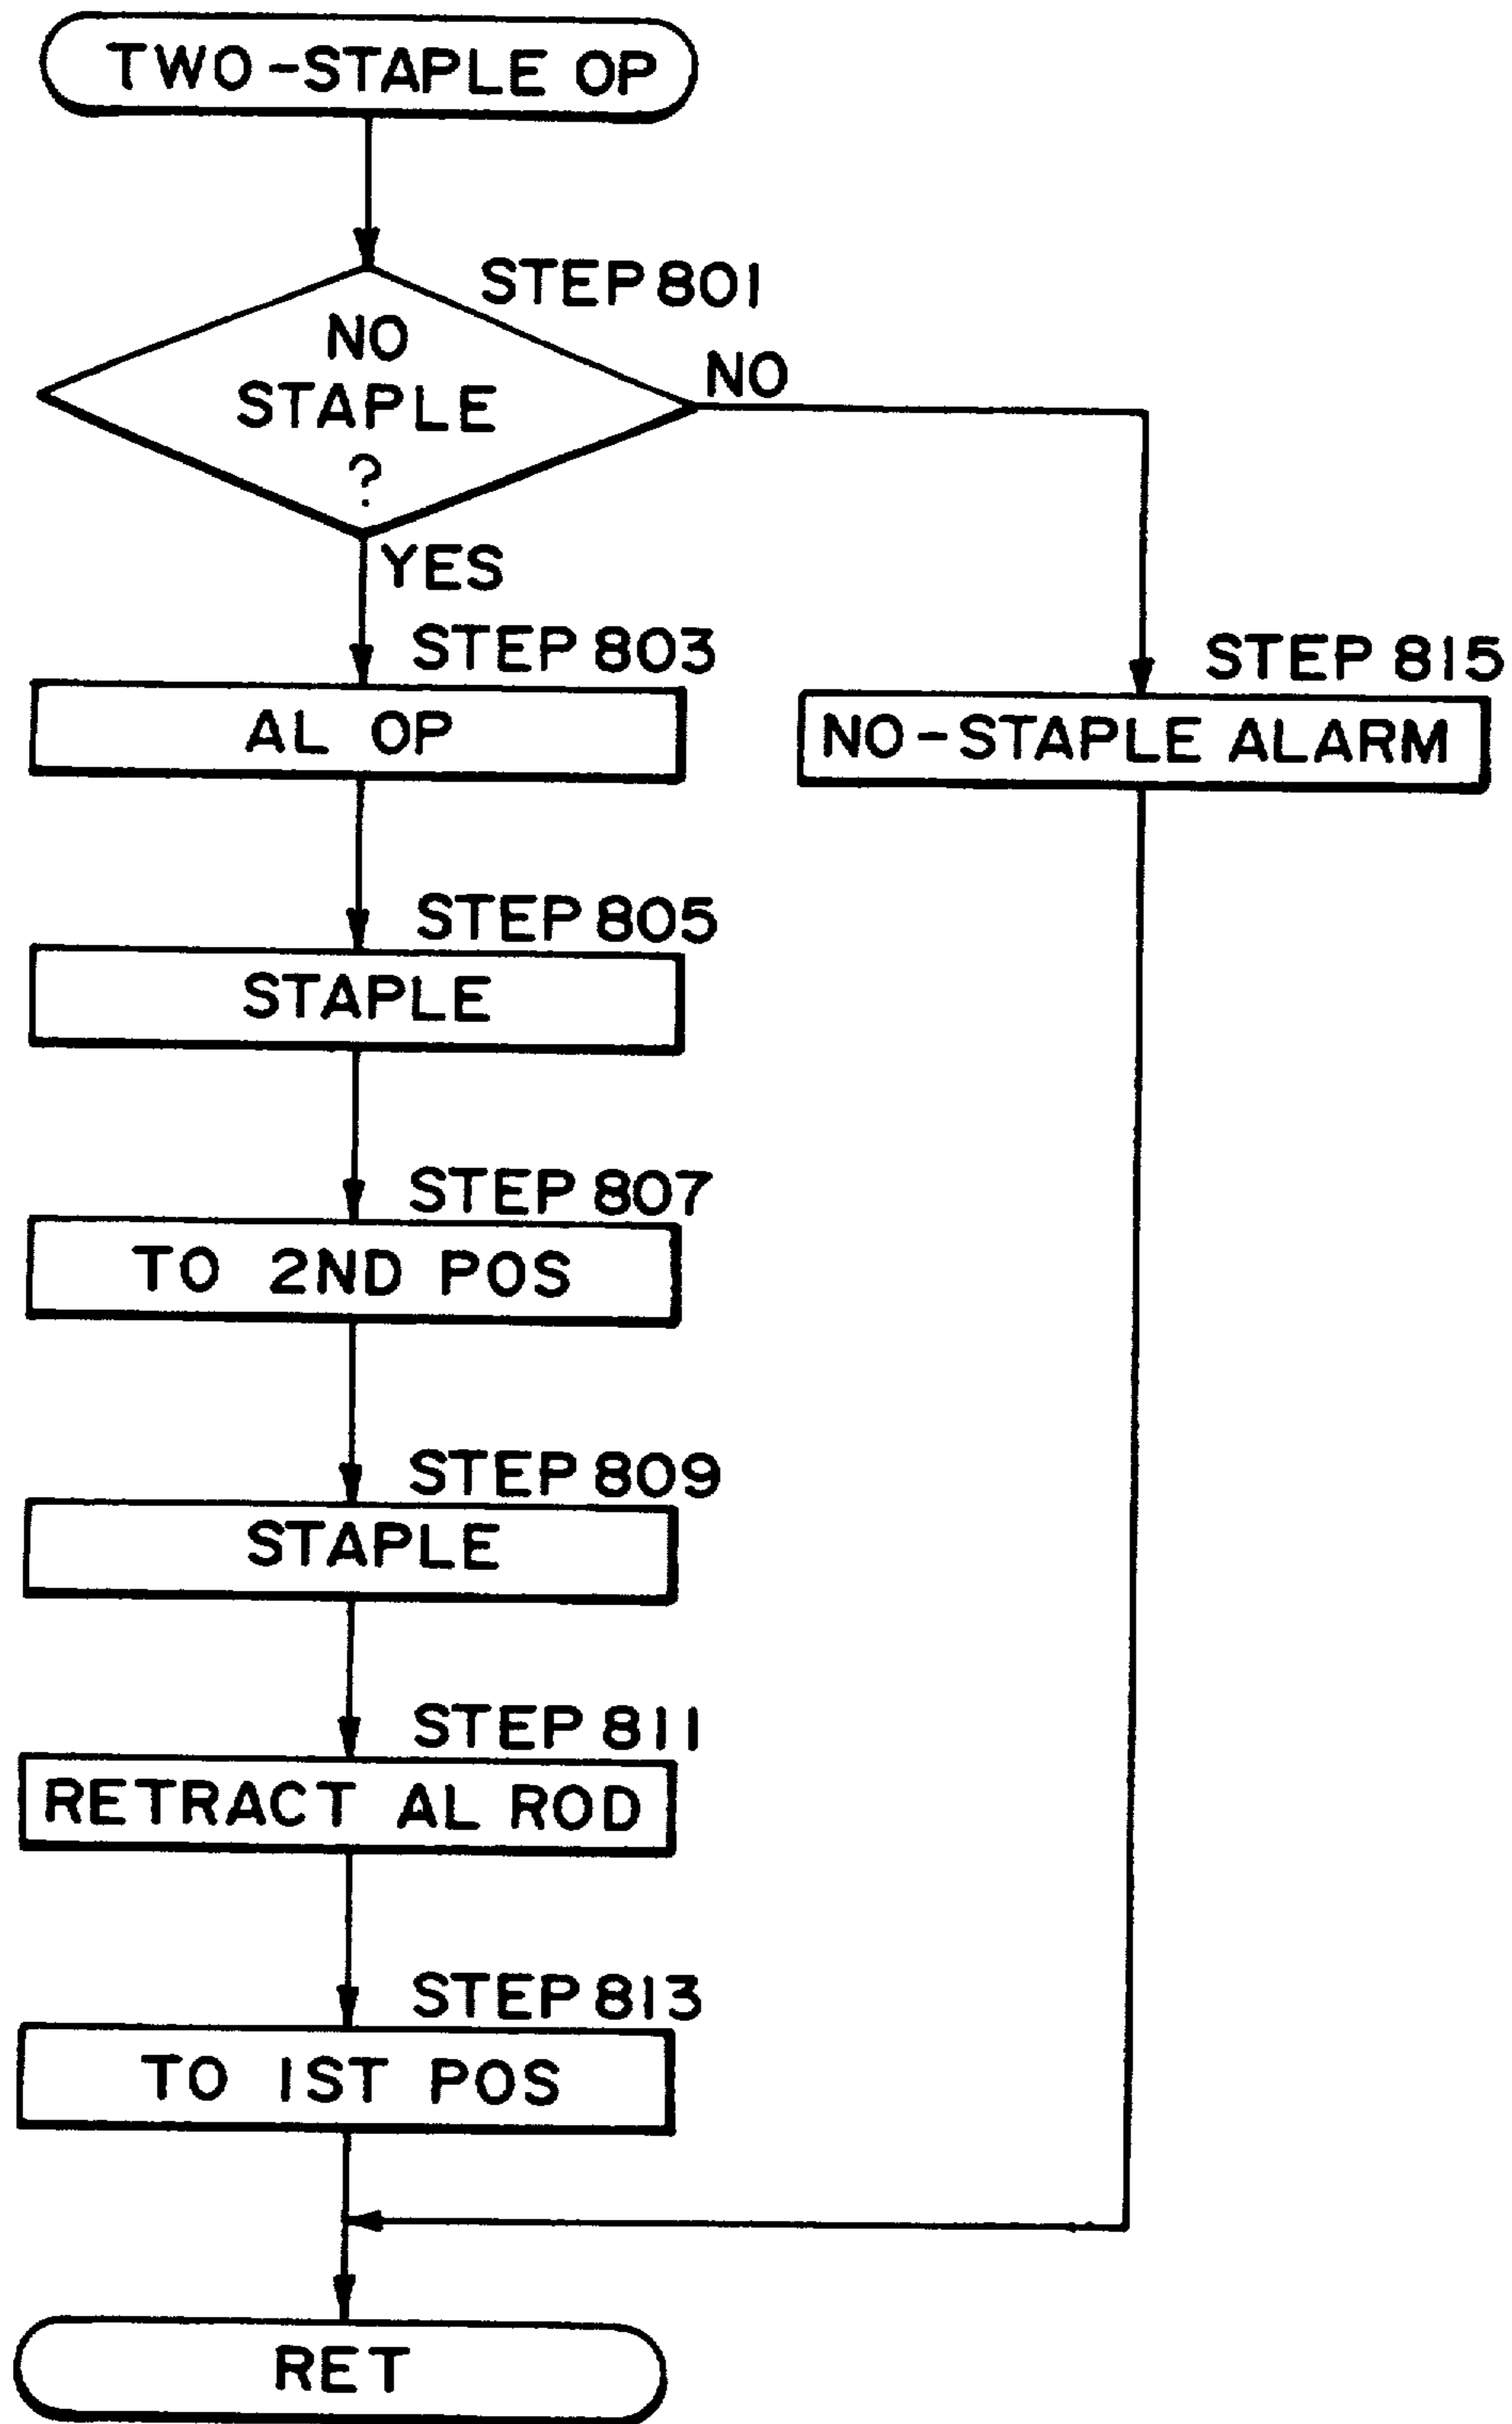 TWO-STAPLE OP
STEP 801
NO
STAPLE
?
NO
YES
STEP 803
AL OP
STEP 815
NO-STAPLE ALARM
STEP 805
STAPLE
STEP 807
TO 2ND POS
STEP 809
STAPLE
STEP 811
RETRACT AL ROD
STEP 813
TO 1ST POS
RET